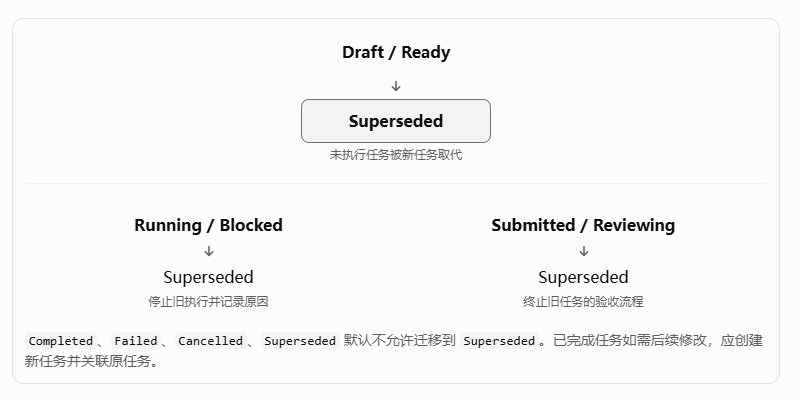 Draft / Ready
↓
Superseded
未执行任务被新任务取代
Running / Blocked
↓
Superseded
停止旧执行并记录原因
Submitted / Reviewing
↓
Superseded
终止旧任务的验收流程
Completed、Failed、Cancelled、Superseded 默认不允许迁移到 Superseded。已完成任务如需后续修改，应创建
新任务并关联原任务。